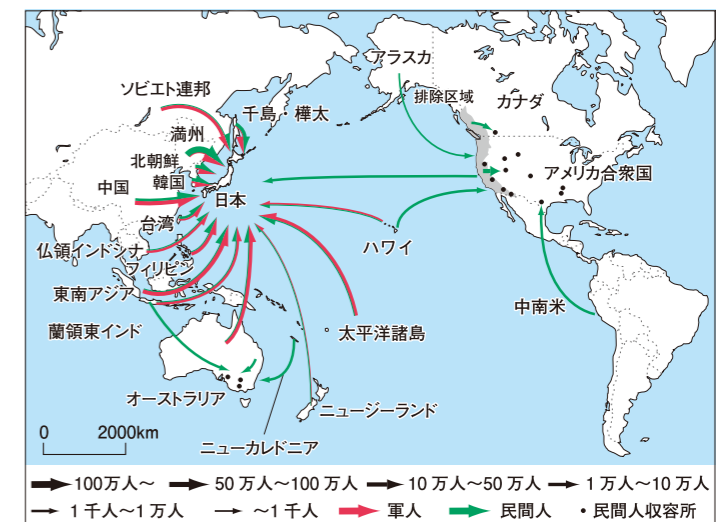 アラスカ
ソビエト連邦
千島・樺太
排除区域
カナダ
満州
北朝鮮
アメリカ合衆国
中国
韓国
日本
台湾
ハワイ
仏領インドシナ
フィリピン
東南アジア
中南米
蘭領東インド
太平洋諸島
オーストラリア
ニュージーランド
0 2000km
ニューカレドニア
100万人～ 50万人～100万人 10万人～50万人 1万人～10万人
1千人～1万人 ～1千人 軍人 民間人 民間人収容所